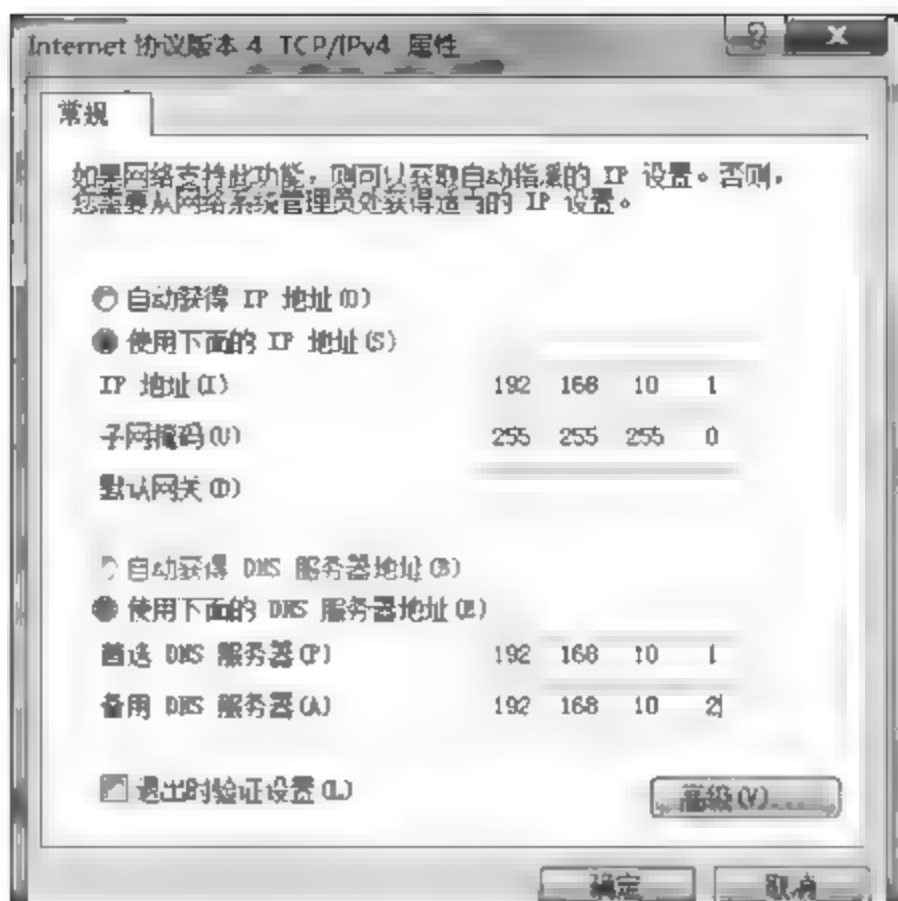 Internet 协议版本 4 TCP/IPv4 属性
常规
如果网络支持此功能，则可以获取自动指派的 IP 设置。否则，
您需要从网络系统管理员处获得适当的 IP 设置。
自动获得 IP 地址(O)
使用下面的 IP 地址(S)
IP 地址(I) 192 168 10 1
子网掩码(U) 255 255 255 0
默认网关(D)
自动获得 DNS 服务器地址(B)
使用下面的 DNS 服务器地址(E)
首选 DNS 服务器(P) 192 168 10 1
备用 DNS 服务器(A) 192 168 10 2
退出时验证设置(L)
高级(V)...
确定 取消